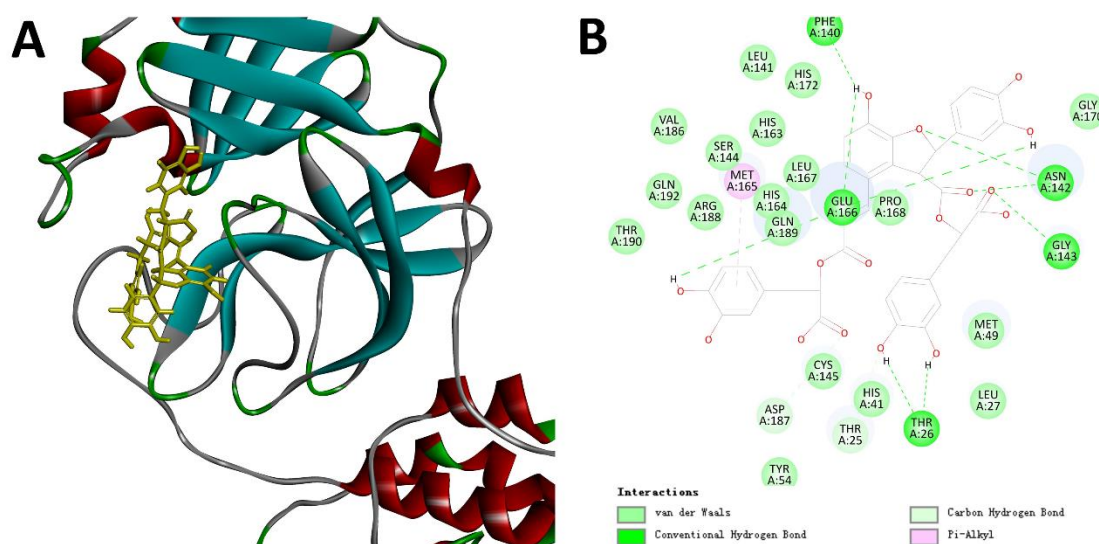 A
B
PHE
A:140
LEU
A:141
HIS
A:172
VAL
A:186
HIS
A:163
SER
A:144
GLY
A:170
MET
A:165
LEU
A:167
GLN
A:192
ARG
A:188
HIS
A:164
GLU
A:166
PRO
A:168
ASN
A:142
GLN
A:189
THR
A:190
GLY
A:143
MET
A:49
CYS
A:145
HIS
A:41
LEU
A:27
ASP
A:187
THR
A:25
THR
A:26
TYR
A:54
H
O
O
O
H
O
O
O
O
O
O
H
O
O
O
O
O
O
O
O
H
H
Interactions
van der Waals
Conventional Hydrogen Bond
Carbon Hydrogen Bond
Pi-Alkyl